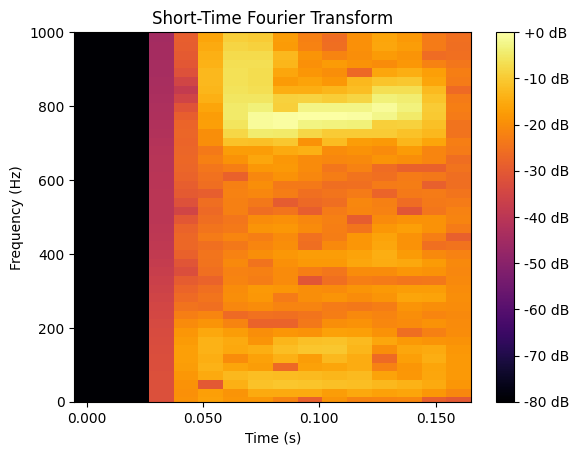 Short-Time Fourier Transform
1000
800
600
400
200
0
Frequency (Hz)
0.000
0.050
0.100
0.150
Time (s)
+0 dB
-10 dB
-20 dB
-30 dB
-40 dB
-50 dB
-60 dB
-70 dB
-80 dB